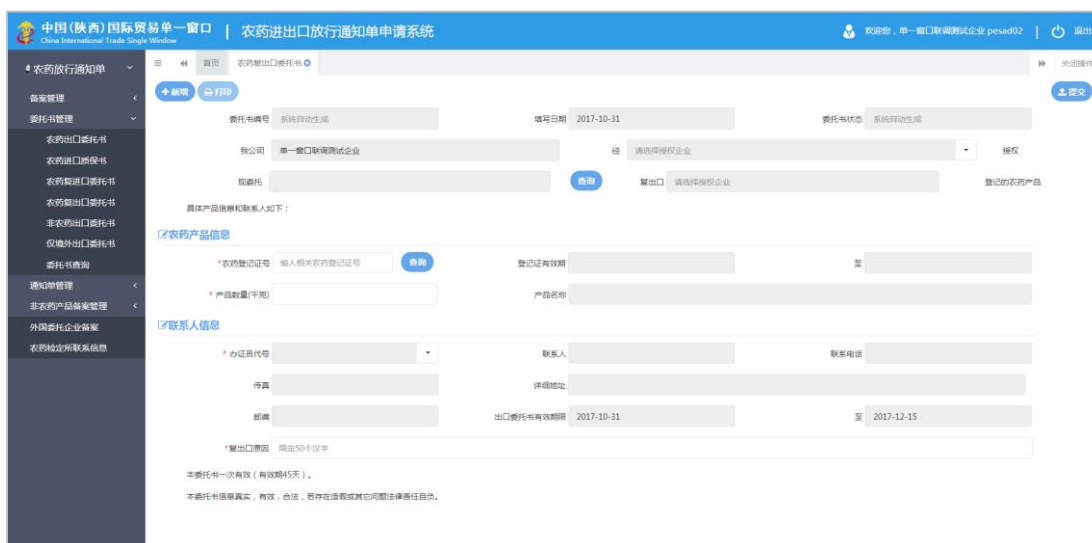 中国(陕西)国际贸易单一窗口 | 农药进出口放行通知单申请系统
China International Trade Single Window
欢迎您，单一窗口联调测试企业 pesad02 | 退出
农药放行通知单
首页 农药复出口委托书 关闭操作
备案管理
委托书管理
农药出口委托书
农药进口质保书
农药复进口委托书
农药复出口委托书
非农药出口委托书
仅境外出口委托书
委托书查询
通知单管理
非农药产品备案管理
外国委托企业备案
农药检定所联系信息
+新增 打印 提交
委托书编号 系统自动生成 填写日期 2017-10-31 委托书状态 系统自动生成
我公司 单一窗口联调测试企业 经 请选择授权企业 授权
现委托 查询 复出口 请选择授权企业 登记的农药产品
具体产品信息和联系人如下：
农药产品信息
*农药登记证号 输入相关农药登记证号 查询 登记证有效期 至
* 产品数量(千克) 产品名称
联系人信息
* 办证员代号 联系人 联系电话
传真 详细地址
邮编 出口委托书有效期限 2017-10-31 至 2017-12-15
*复出口原因 限定50个汉字
本委托书一次有效（有效期45天）。
本委托书信息真实，有效，合法，若存在造假或其它问题法律责任自负。